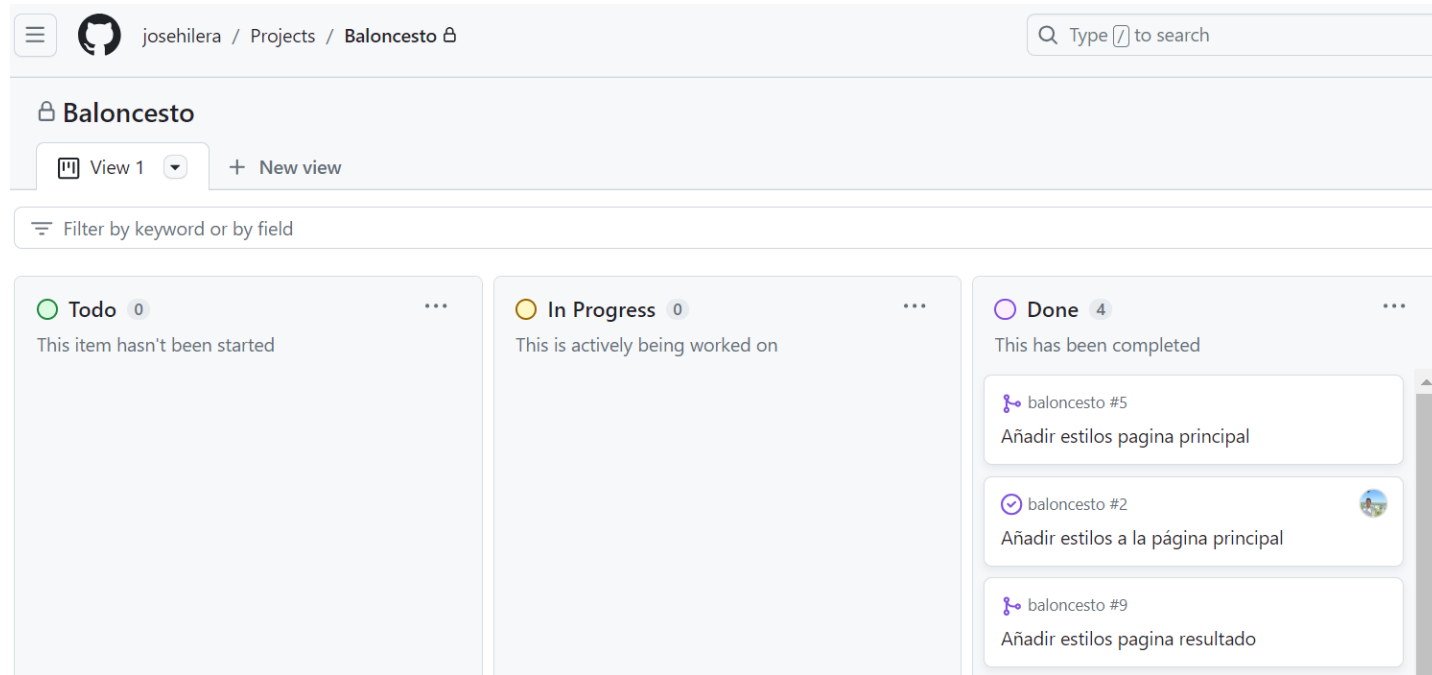 josehilera / Projects / Baloncesto
Type / to search
Baloncesto
View 1
+ New view
Filter by keyword or by field
Todo 0
This item hasn't been started
In Progress 0
This is actively being worked on
Done 4
This has been completed
baloncesto #5
Añadir estilos pagina principal
baloncesto #2
Añadir estilos a la página principal
baloncesto #9
Añadir estilos pagina resultado